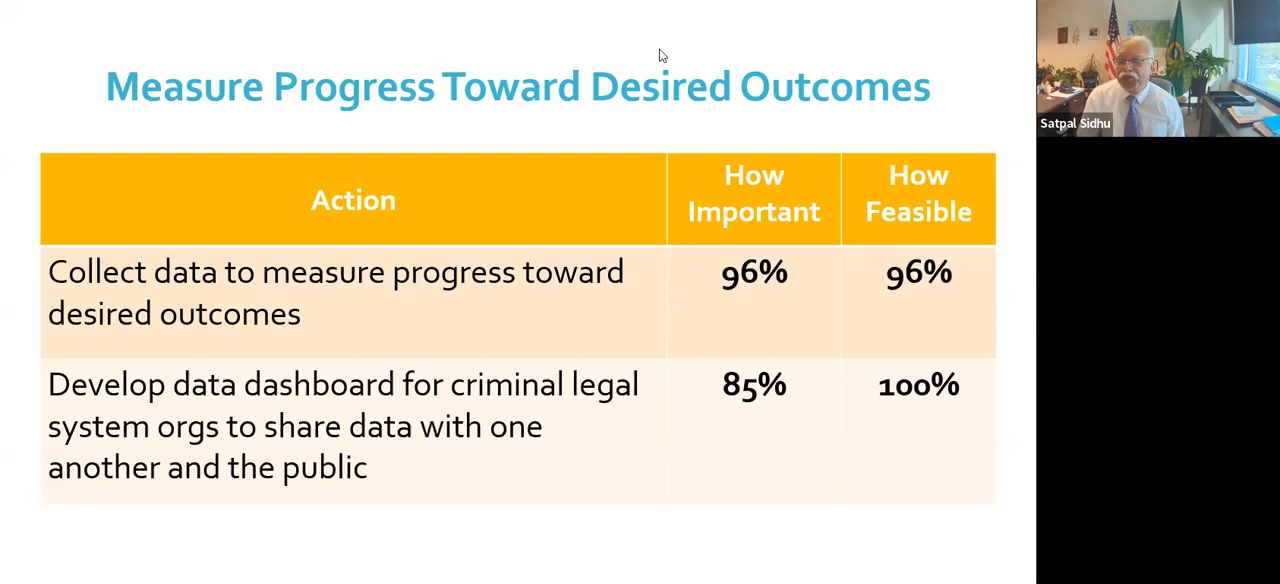 Measure Progress Toward Desired Outcomes
Satpal Sidhu
Action
How
Important
How
Feasible
Collect data to measure progress toward
desired outcomes
96%
96%
Develop data dashboard for criminal legal
system orgs to share data with one
another and the public
85%
100%